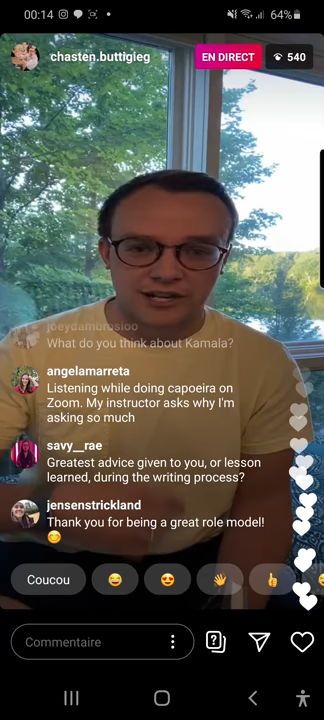 00:14
64%
chasten.buttigieg
EN DIRECT
540
joeydambrosioo
What do you think about Kamala?
angelamarreta
Listening while doing capoeira on
Zoom. My instructor asks why I'm
asking so much
savy__rae
Greatest advice given to you, or lesson
learned, during the writing process?
jensenstrickland
Thank you for being a great role model!
😊
Coucou
Commentaire